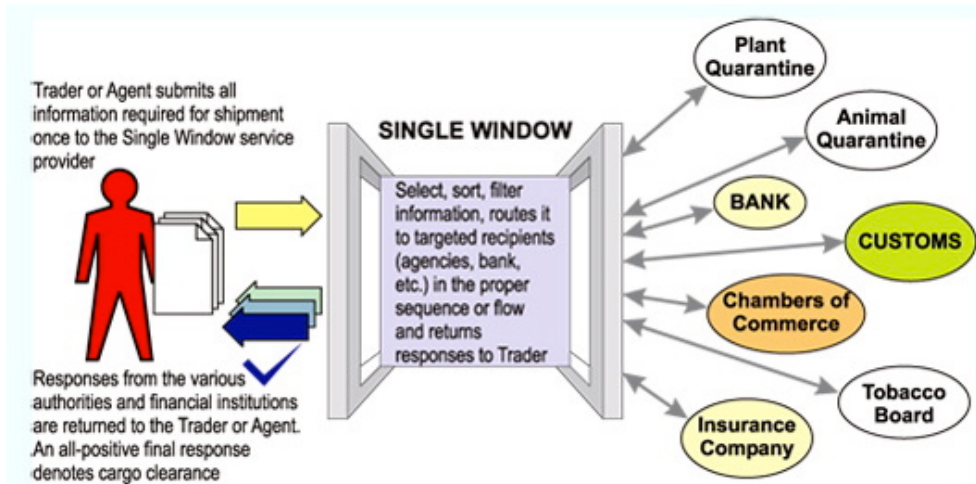 Trader or Agent submits all
information required for shipment
once to the Single Window service
provider
Responses from the various
authorities and financial institutions
are returned to the Trader or Agent.
.An all-positive final response
denotes cargo clearance
SINGLE WINDOW
Select, sort, filter
information, routes it
to targeted recipients
(agencies, bank,
etc.) in the proper
sequence or flow
and returns
responses to Trader
Plant
Quarantine
Animal
Quarantine
BANK
CUSTOMS
Chambers of
Commerce
Tobacco
Board
Insurance
Company